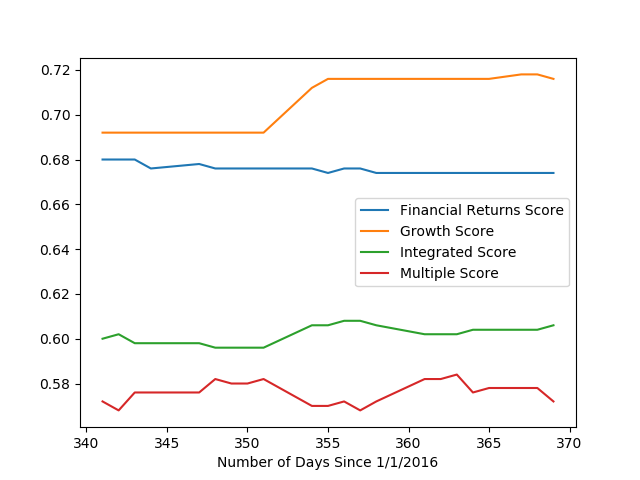 0.72
0.70
0.68
0.66
0.64
0.62
0.60
0.58
Financial Returns Score
Growth Score
Integrated Score
Multiple Score
340 345 350 355 360 365 370
Number of Days Since 1/1/2016